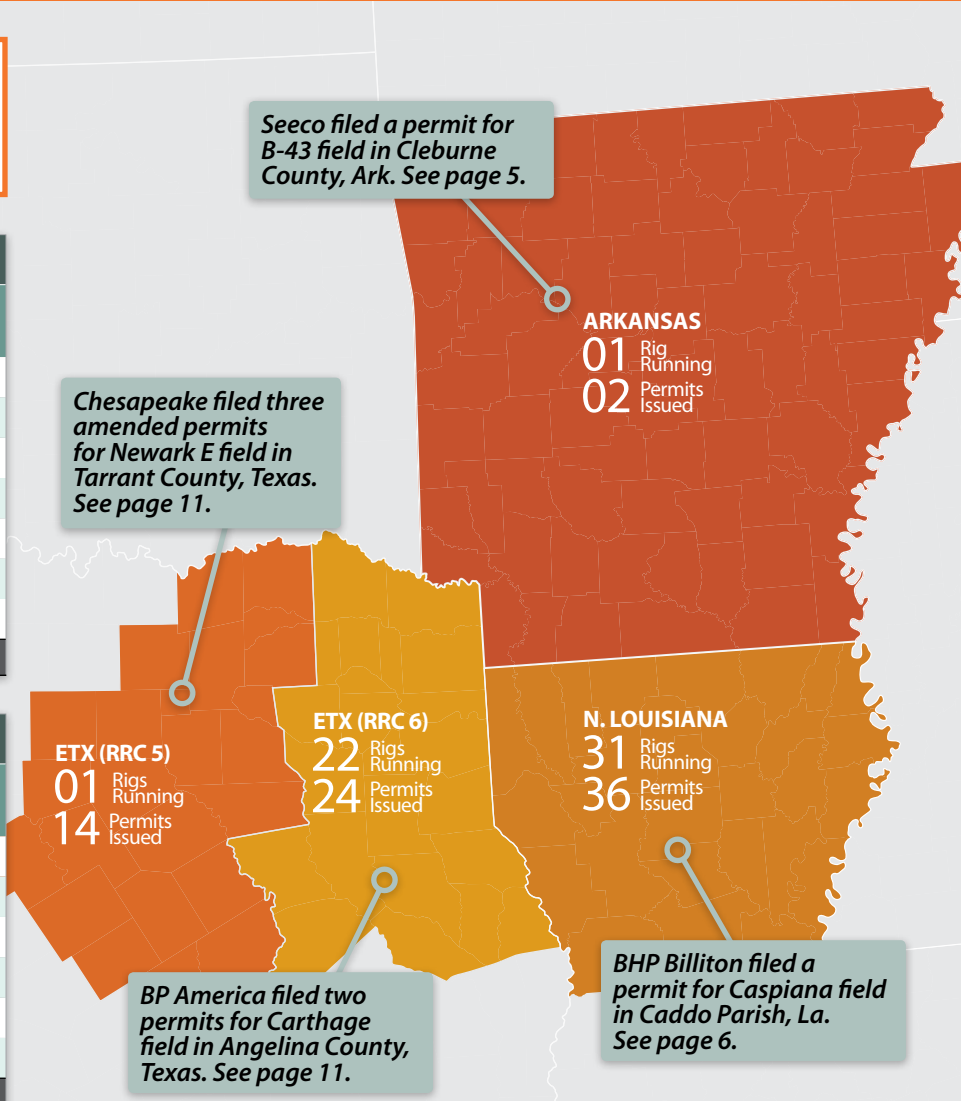 Seeco filed a permit for
B-43 field in Cleburne
County, Ark. See page 5.
ARKANSAS
01 Rig Running
02 Permits Issued
Chesapeake filed three
amended permits
for Newark E field in
Tarrant County, Texas.
See page 11.
ETX (RRC 5)
01 Rigs Running
14 Permits Issued
ETX (RRC 6)
22 Rigs Running
24 Permits Issued
N. LOUISIANA
31 Rigs Running
36 Permits Issued
BP America filed two
permits for Carthage
field in Angelina County,
Texas. See page 11.
BHP Billiton filed a
permit for Caspiana field
in Caddo Parish, La.
See page 6.